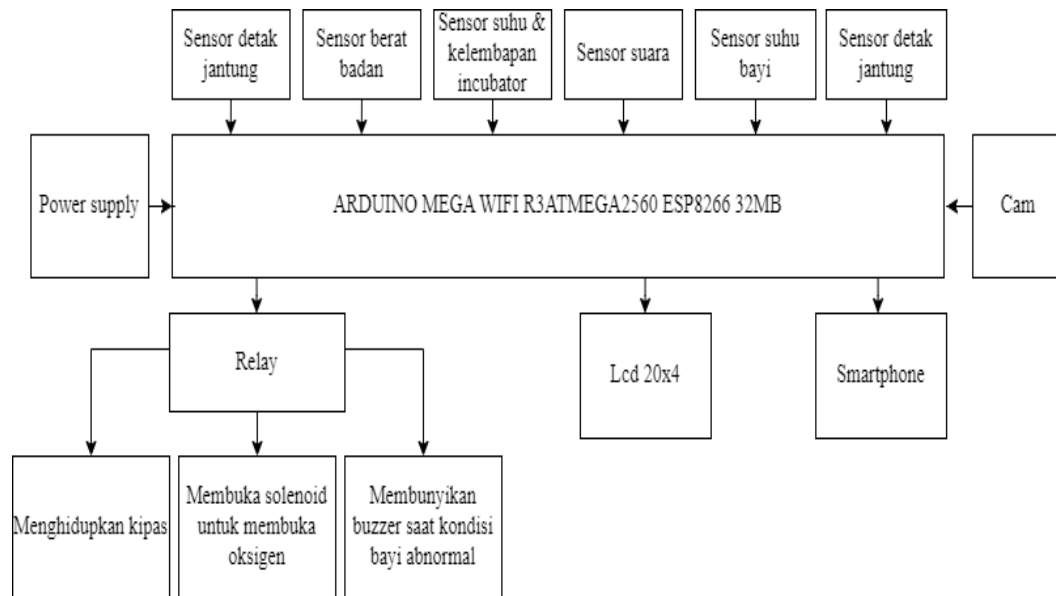 Sensor detak
jantung
Sensor berat
badan
Sensor suhu &
kelembapan
incubator
Sensor suara
Sensor suhu
bayi
Sensor detak
jantung
Power supply
ARDUINO MEGA WIFI R3ATMEGA2560 ESP8266 32MB
Cam
Relay
Lcd 20x4
Smartphone
Menghidupkan kipas
Membuka solenoid
untuk membuka
oksigen
Membunyikan
buzzer saat kondisi
bayi abnormal